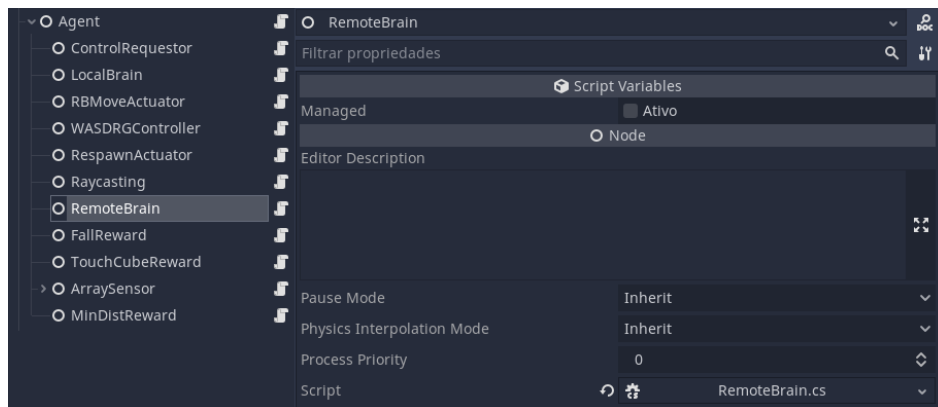 Agent
ControlRequestor
LocalBrain
RBMoveActuator
WASDRGController
RespawnActuator
Raycasting
RemoteBrain
FallReward
TouchCubeReward
ArraySensor
MinDistReward
RemoteBrain
DOC
Filtrar propriedades
Script Variables
Managed Ativo
Node
Editor Description
Pause Mode Inherit
Physics Interpolation Mode Inherit
Process Priority 0
Script RemoteBrain.cs